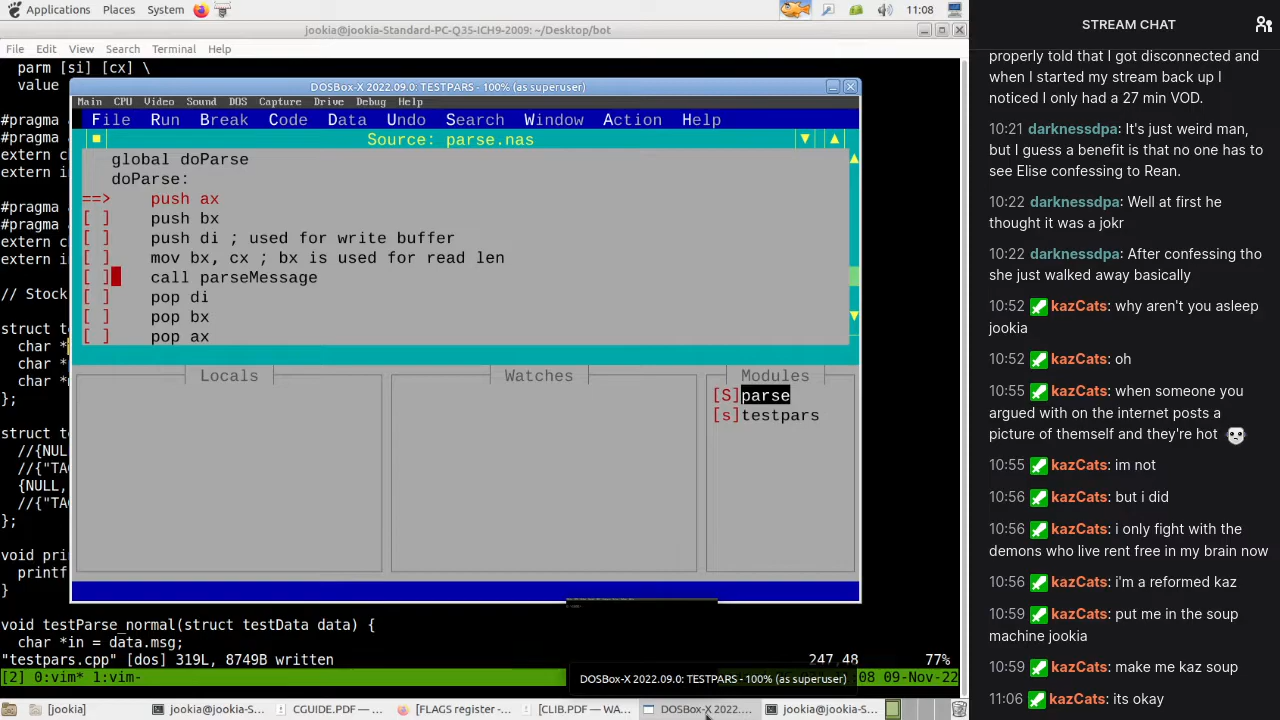 Applications Places System 11:08
jookia@jookia-Standard-PC-Q35-ICH9-2009: ~/Desktop/bot
File Edit View Search Terminal Help
parm [si] [cx] \
value
DOSBox-X 2022.09.0: TESTPARS - 100% (as superuser)
Main CPU Video Sound DOS Capture Drive Debug Help
File Run Break Code Data Undo Search Window Action Help
Source: parse.nas
#pragma
#pragma
extern c
extern i
#pragma
#pragma
extern c
extern i
// Stock
struct te
char *
char *
char *
};
struct te
//{NULL
//{"TAG
{NULL,
//{"TA
};
void prin
printf
}
global doParse
doParse:
==> push ax
[ ] push bx
[ ] push di ; used for write buffer
[ ] mov bx, cx ; bx is used for read len
[ ] call parseMessage
[ ] pop di
[ ] pop bx
[ ] pop ax
Locals Watches Modules
[S]parse
[s]testpars
void testParse_normal(struct testData data) {
char *in = data.msg;
"testpars.cpp" [dos] 319L, 8749B written 247,48 77%
[2] 0:vim* 1:vim- 08 09-Nov-22
DOSBox-X 2022.09.0: TESTPARS - 100% (as superuser)
[jookia] jookia@jookia-S... CGUIDE.PDF — ... [FLAGS register -... [CLIB.PDF — WA... DOSBox-X 2022.... jookia@jookia-S...
STREAM CHAT
properly told that I got disconnected and
when I started my stream back up I
noticed I only had a 27 min VOD.
10:21 darknessdpa: It's just weird man,
but I guess a benefit is that no one has to
see Elise confessing to Rean.
10:22 darknessdpa: Well at first he
thought it was a jokr
10:22 darknessdpa: After confessing tho
she just walked away basically
10:52 kazCats: why aren't you asleep
jookia
10:52 kazCats: oh
10:55 kazCats: when someone you
argued with on the internet posts a
picture of themself and they're hot
10:55 kazCats: im not
10:56 kazCats: but i did
10:56 kazCats: i only fight with the
demons who live rent free in my brain now
10:56 kazCats: i'm a reformed kaz
10:59 kazCats: put me in the soup
machine jookia
10:59 kazCats: make me kaz soup
11:06 kazCats: its okay